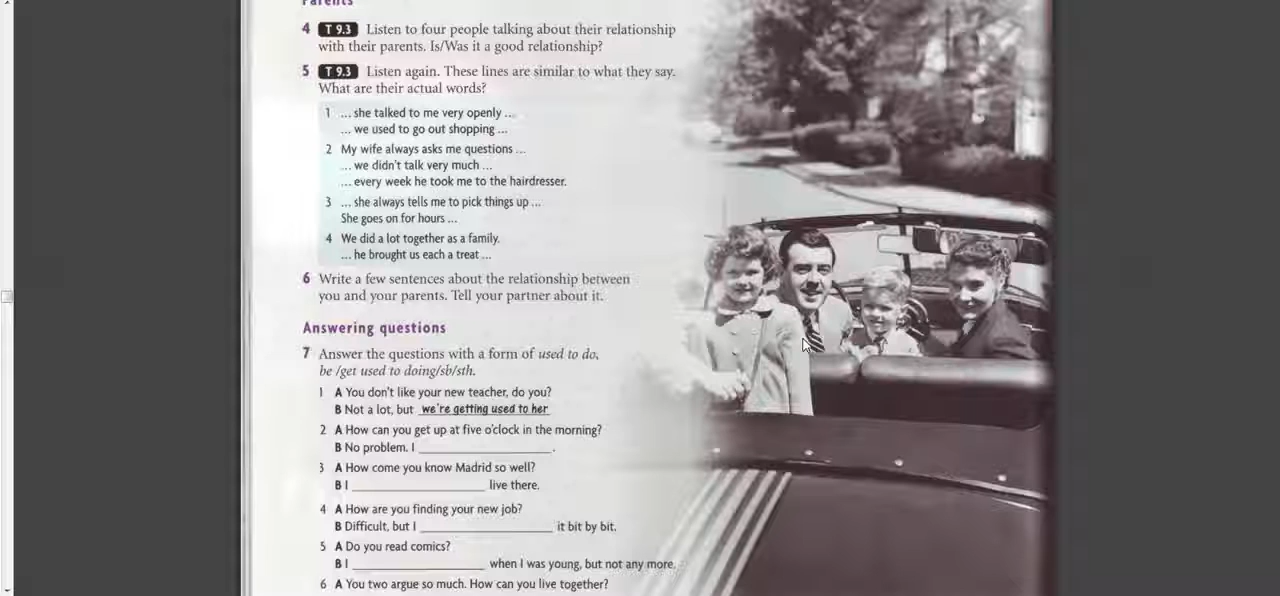 Parents
4 T 9.3 Listen to four people talking about their relationship
with their parents. Is/Was it a good relationship?
5 T 9.3 Listen again. These lines are similar to what they say.
What are their actual words?
1 ... she talked to me very openly ...
... we used to go out shopping ...
2 My wife always asks me questions ...
... we didn't talk very much ...
... every week he took me to the hairdresser.
3 ... she always tells me to pick things up ...
She goes on for hours ...
4 We did a lot together as a family.
... he brought us each a treat ...
6 Write a few sentences about the relationship between
you and your parents. Tell your partner about it.
Answering questions
7 Answer the questions with a form of used to do,
be /get used to doing/sb/sth.
1 A You don't like your new teacher, do you?
B Not a lot, but we're getting used to her
2 A How can you get up at five o'clock in the morning?
B No problem. I ____________________.
3 A How come you know Madrid so well?
B I ____________________ live there.
4 A How are you finding your new job?
B Difficult, but I ____________________ it bit by bit.
5 A Do you read comics?
B I ____________________ when I was young, but not any more.
6 A You two argue so much. How can you live together?